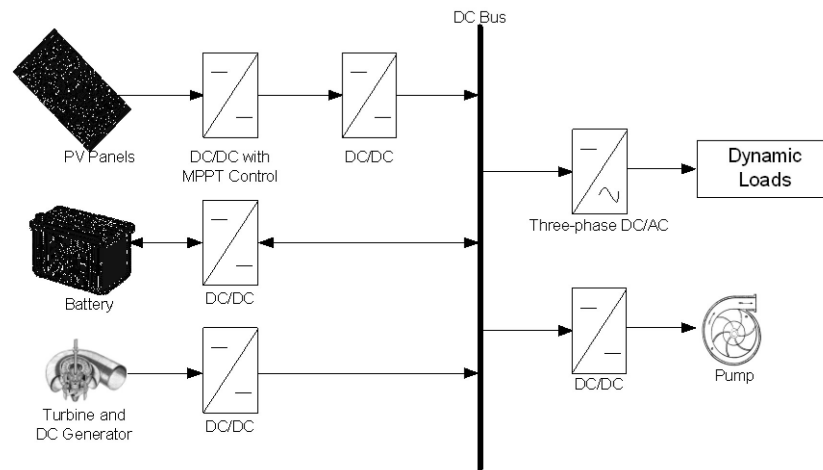 DC Bus
PV Panels
DC/DC with
MPPT Control
DC/DC
Three-phase DC/AC
Dynamic
Loads
Battery
DC/DC
Turbine and
DC Generator
DC/DC
DC/DC
Pump